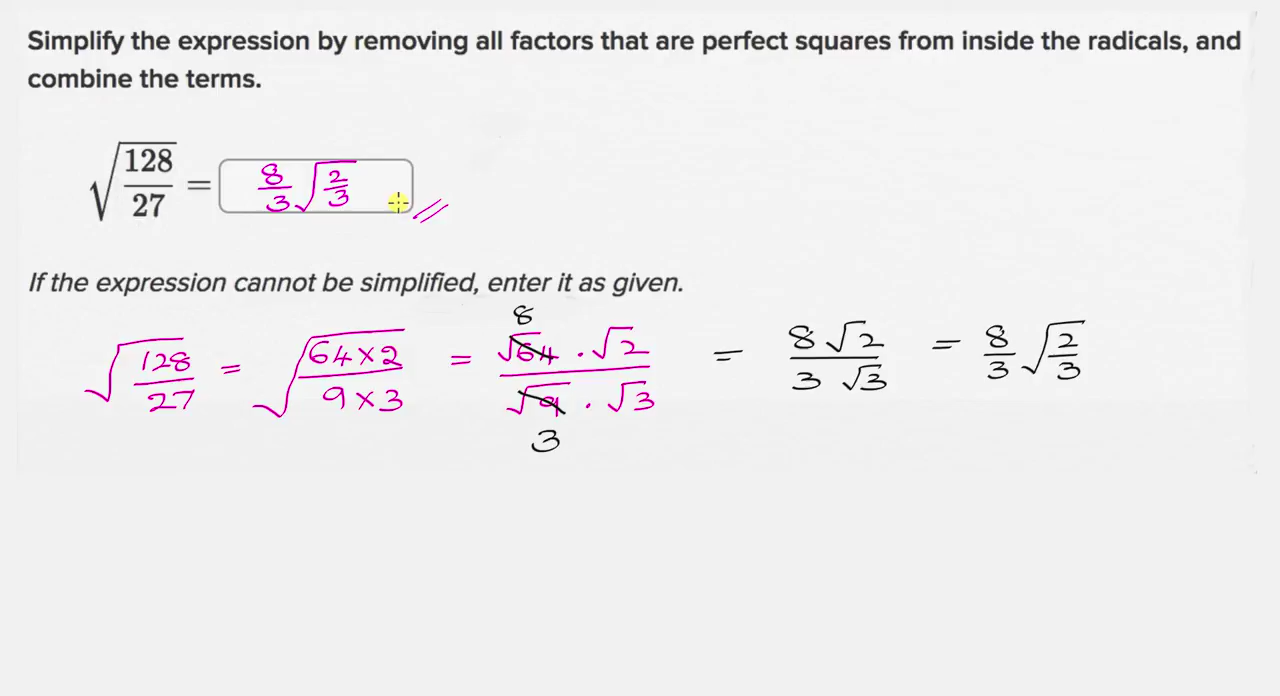 Simplify the expression by removing all factors that are perfect squares from inside the radicals, and
combine the terms.
√(128/27) = 8/3 √(2/3)
If the expression cannot be simplified, enter it as given.
√(128/27) = √((64×2)/(9×3)) = (√64 · √2)/(√9 · √3) = (8√2)/(3√3) = 8/3 √(2/3)
8
3